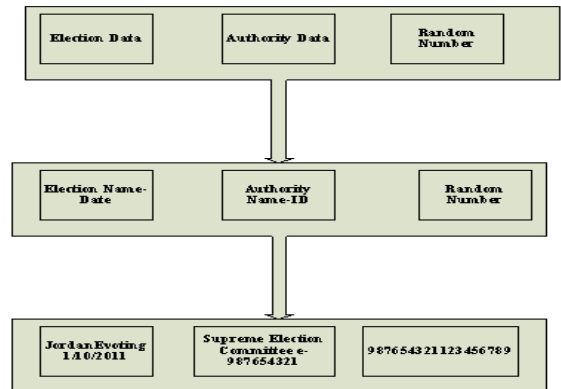 Election Data
Authority Data
Random
Number
Election Name-
Date
Authority
Name-ID
Random
Number
JordanEvoting
1/10/2011
Supreme Election
Committee e-
987654321
987654321123456789